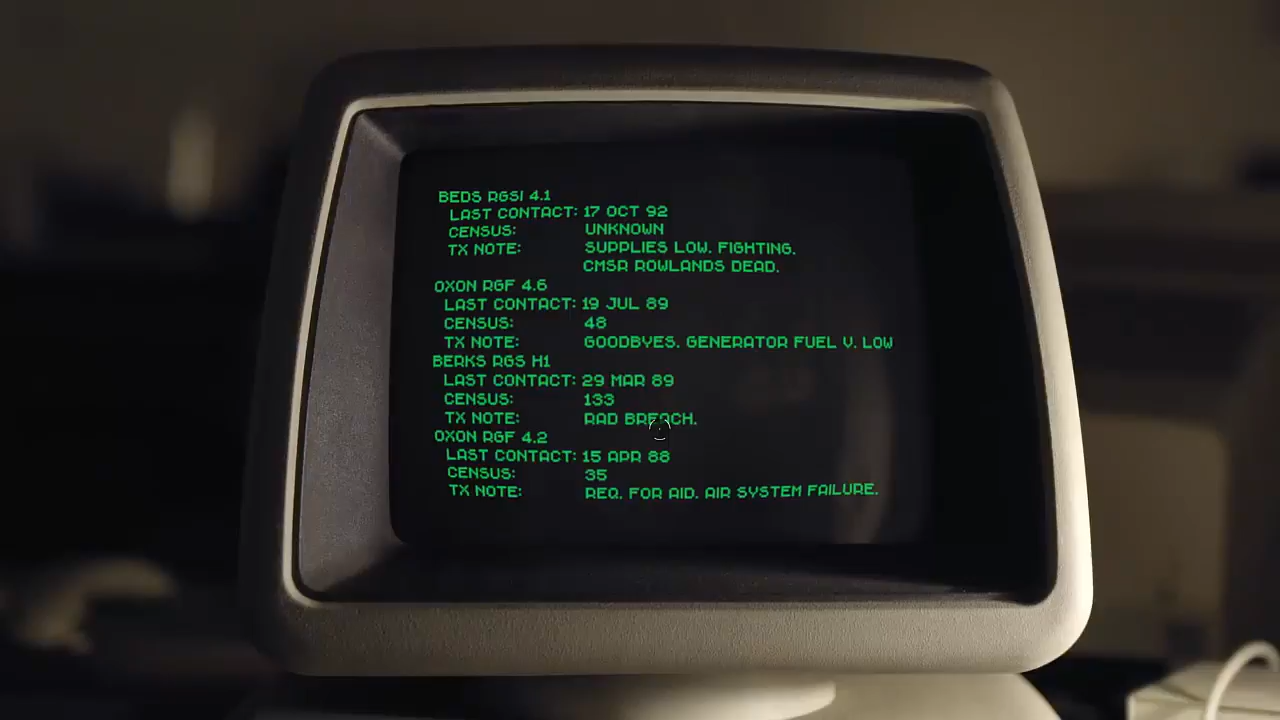 BEDS RGSI 4.1
LAST CONTACT: 17 OCT 92
CENSUS: UNKNOWN
TX NOTE: SUPPLIES LOW. FIGHTING.
CMSR ROWLANDS DEAD.
OXON RGF 4.6
LAST CONTACT: 19 JUL 89
CENSUS: 48
TX NOTE: GOODBYES. GENERATOR FUEL V. LOW
BERKS RGS H1
LAST CONTACT: 29 MAR 89
CENSUS: 133
TX NOTE: RAD BREACH.
OXON RGF 4.2
LAST CONTACT: 15 APR 88
CENSUS: 35
TX NOTE: REQ. FOR AID. AIR SYSTEM FAILURE.